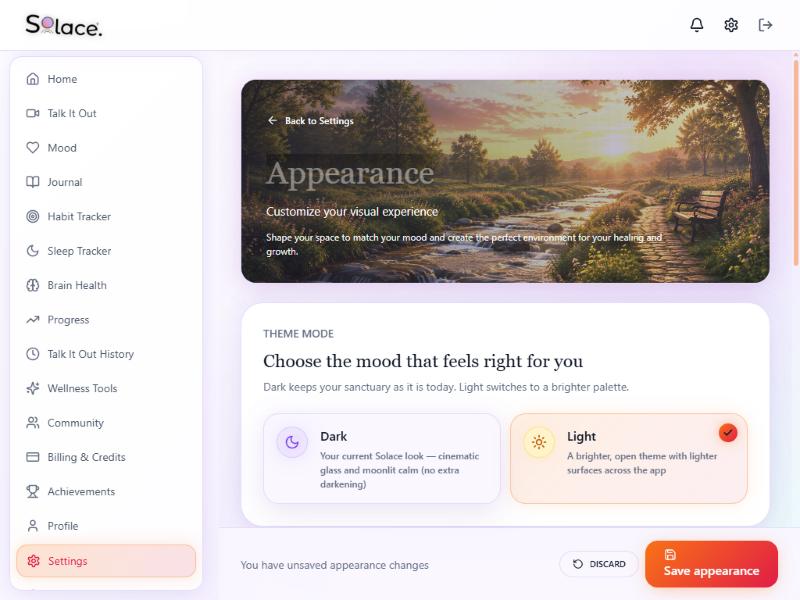 Solace.
Home
Talk It Out
Mood
Journal
Habit Tracker
Sleep Tracker
Brain Health
Progress
Talk It Out History
Wellness Tools
Community
Billing & Credits
Achievements
Profile
Settings
Back to Settings
Appearance
Customize your visual experience
Shape your space to match your mood and create the perfect environment for your healing and
growth.
THEME MODE
Choose the mood that feels right for you
Dark keeps your sanctuary as it is today. Light switches to a brighter palette.
Dark
Your current Solace look — cinematic
glass and moonlit calm (no extra
darkening)
Light
A brighter, open theme with lighter
surfaces across the app
You have unsaved appearance changes
DISCARD
Save appearance